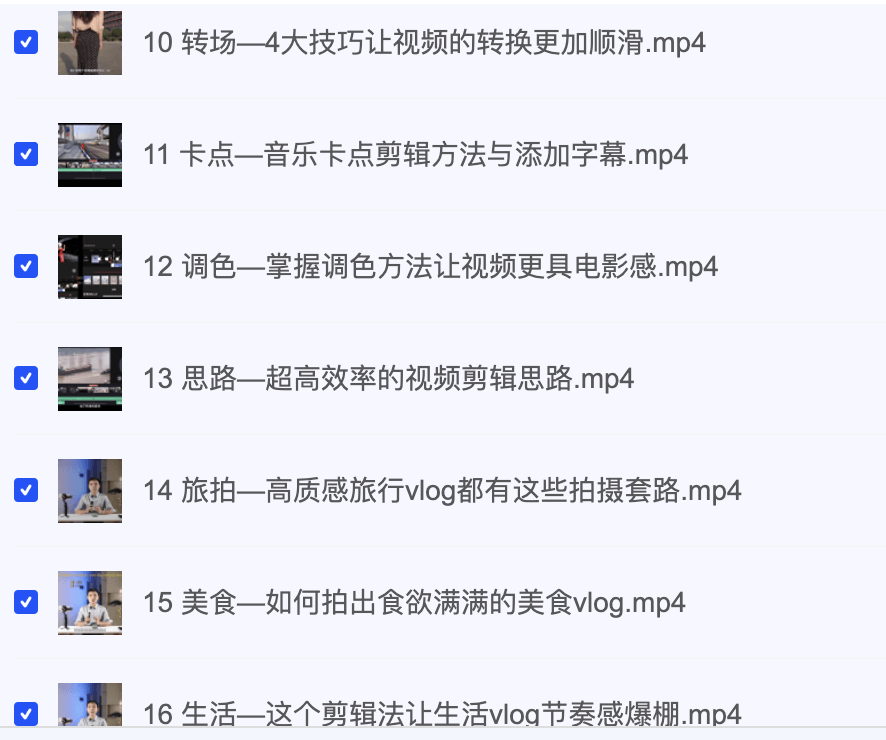 10 转场—4大技巧让视频的转换更加顺滑.mp4
11 卡点—音乐卡点剪辑方法与添加字幕.mp4
12 调色—掌握调色方法让视频更具电影感.mp4
13 思路—超高效率的视频剪辑思路.mp4
14 旅拍—高质感旅行vlog都有这些拍摄套路.mp4
15 美食—如何拍出食欲满满的美食vlog.mp4
16 生活—这个剪辑法让生活vlog节奏感爆棚.mp4